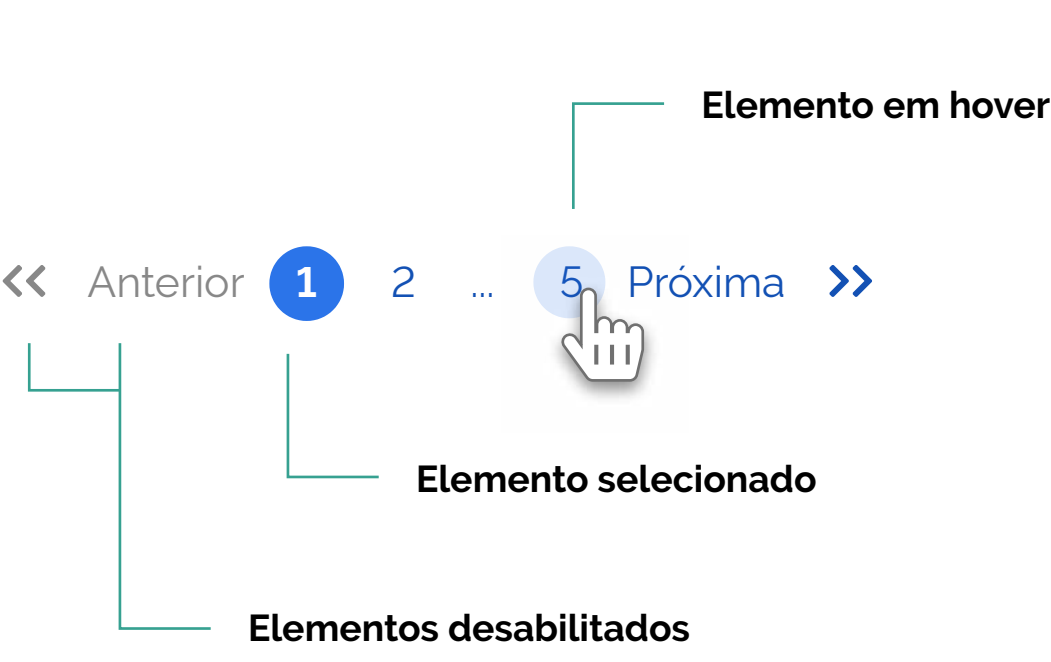 Elemento em hover
« Anterior 1 2 ... 5 Próxima »
Elemento selecionado
Elementos desabilitados